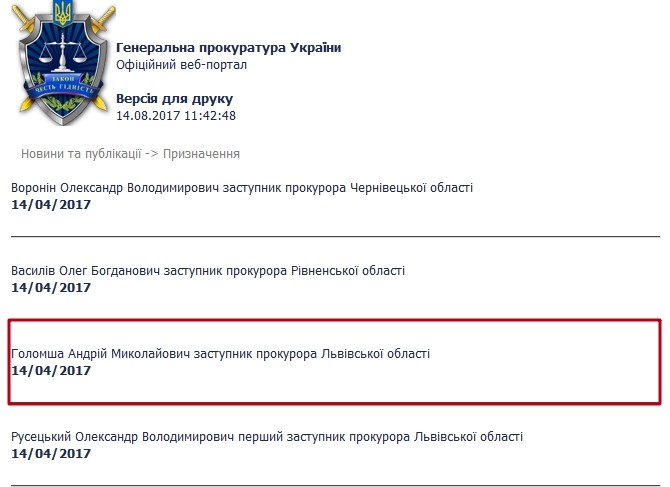 ЗАКОН
ЧЕСТЬ ГІДНІСТЬ
Генеральна прокуратура України
Офіційний веб-портал
Версія для друку
14.08.2017 11:42:48
Новини та публікації -> Призначення
Воронін Олександр Володимирович заступник прокурора Чернівецької області
14/04/2017
Василів Олег Богданович заступник прокурора Рівненської області
14/04/2017
Голомша Андрій Миколайович заступник прокурора Львівської області
14/04/2017
Русецький Олександр Володимирович перший заступник прокурора Львівської області
14/04/2017